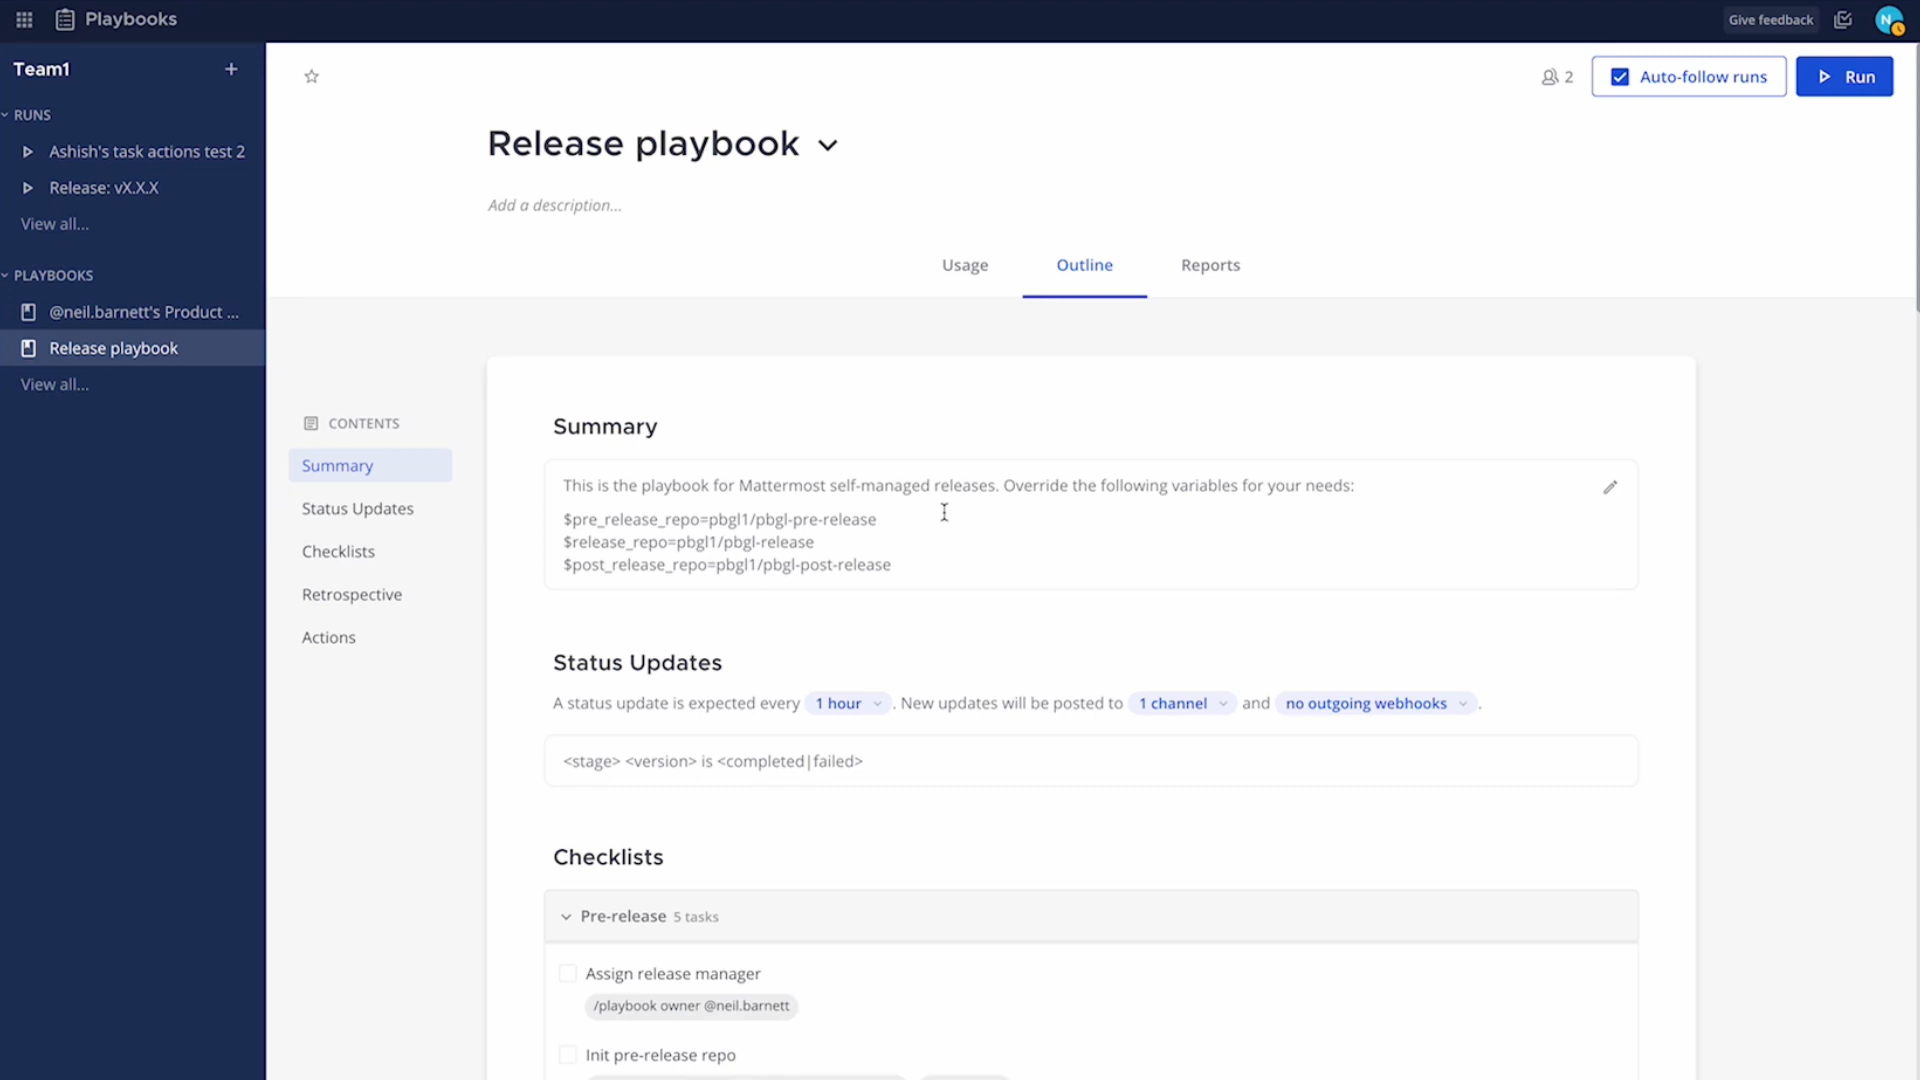 Playbooks
Give feedback
N
Team1
+
RUNS
Ashish's task actions test 2
Release: vX.X.X
View all...
PLAYBOOKS
@neil.barnett's Product ...
Release playbook
View all...
2
Auto-follow runs
Run
Release playbook
Add a description...
Usage
Outline
Reports
CONTENTS
Summary
Status Updates
Checklists
Retrospective
Actions
Summary
This is the playbook for Mattermost self-managed releases. Override the following variables for your needs:
$pre_release_repo=pbgl1/pbgl-pre-release
$release_repo=pbgl1/pbgl-release
$post_release_repo=pbgl1/pbgl-post-release
Status Updates
A status update is expected every 1 hour . New updates will be posted to 1 channel and no outgoing webhooks .
<stage> <version> is <completed|failed>
Checklists
Pre-release 5 tasks
Assign release manager
/playbook owner @neil.barnett
Init pre-release repo